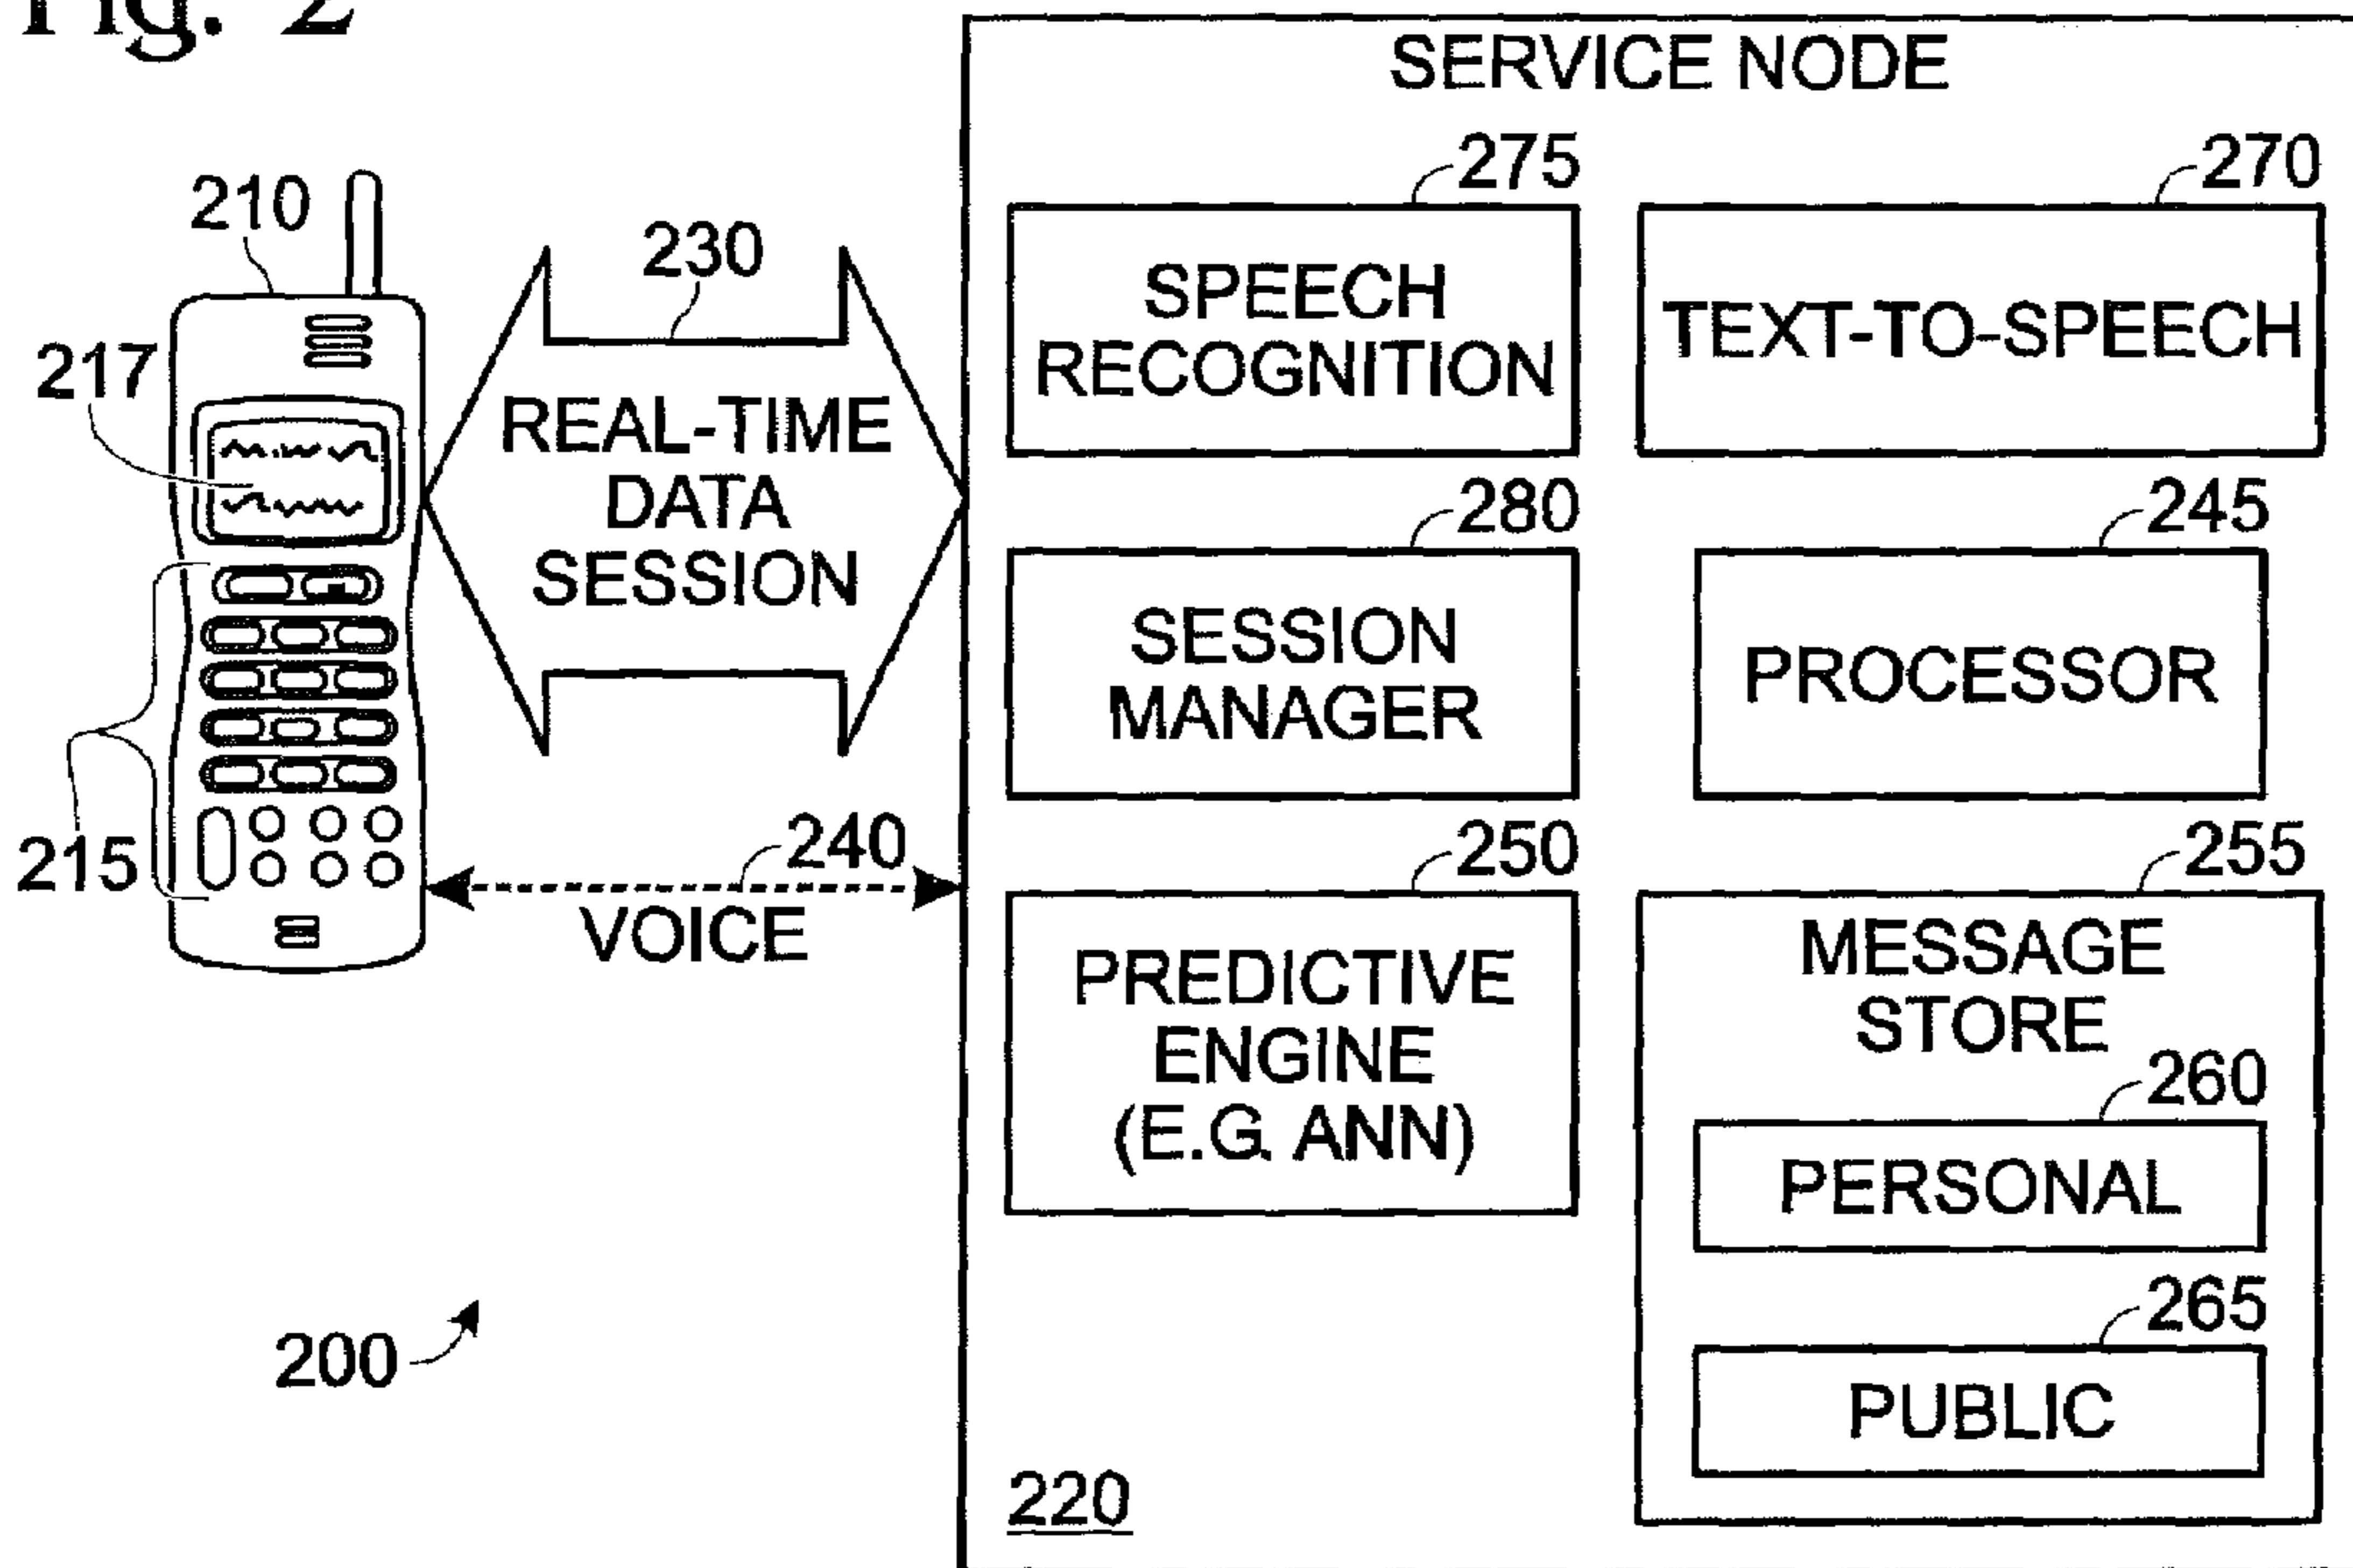 Fig. 2
SERVICE NODE
210
230
217
215
REAL-TIME
DATA
SESSION
240
VOICE
200
275
SPEECH
RECOGNITION
270
TEXT-TO-SPEECH
280
SESSION
MANAGER
245
PROCESSOR
250
PREDICTIVE
ENGINE
(E.G. ANN)
255
MESSAGE
STORE
260
PERSONAL
265
PUBLIC
220